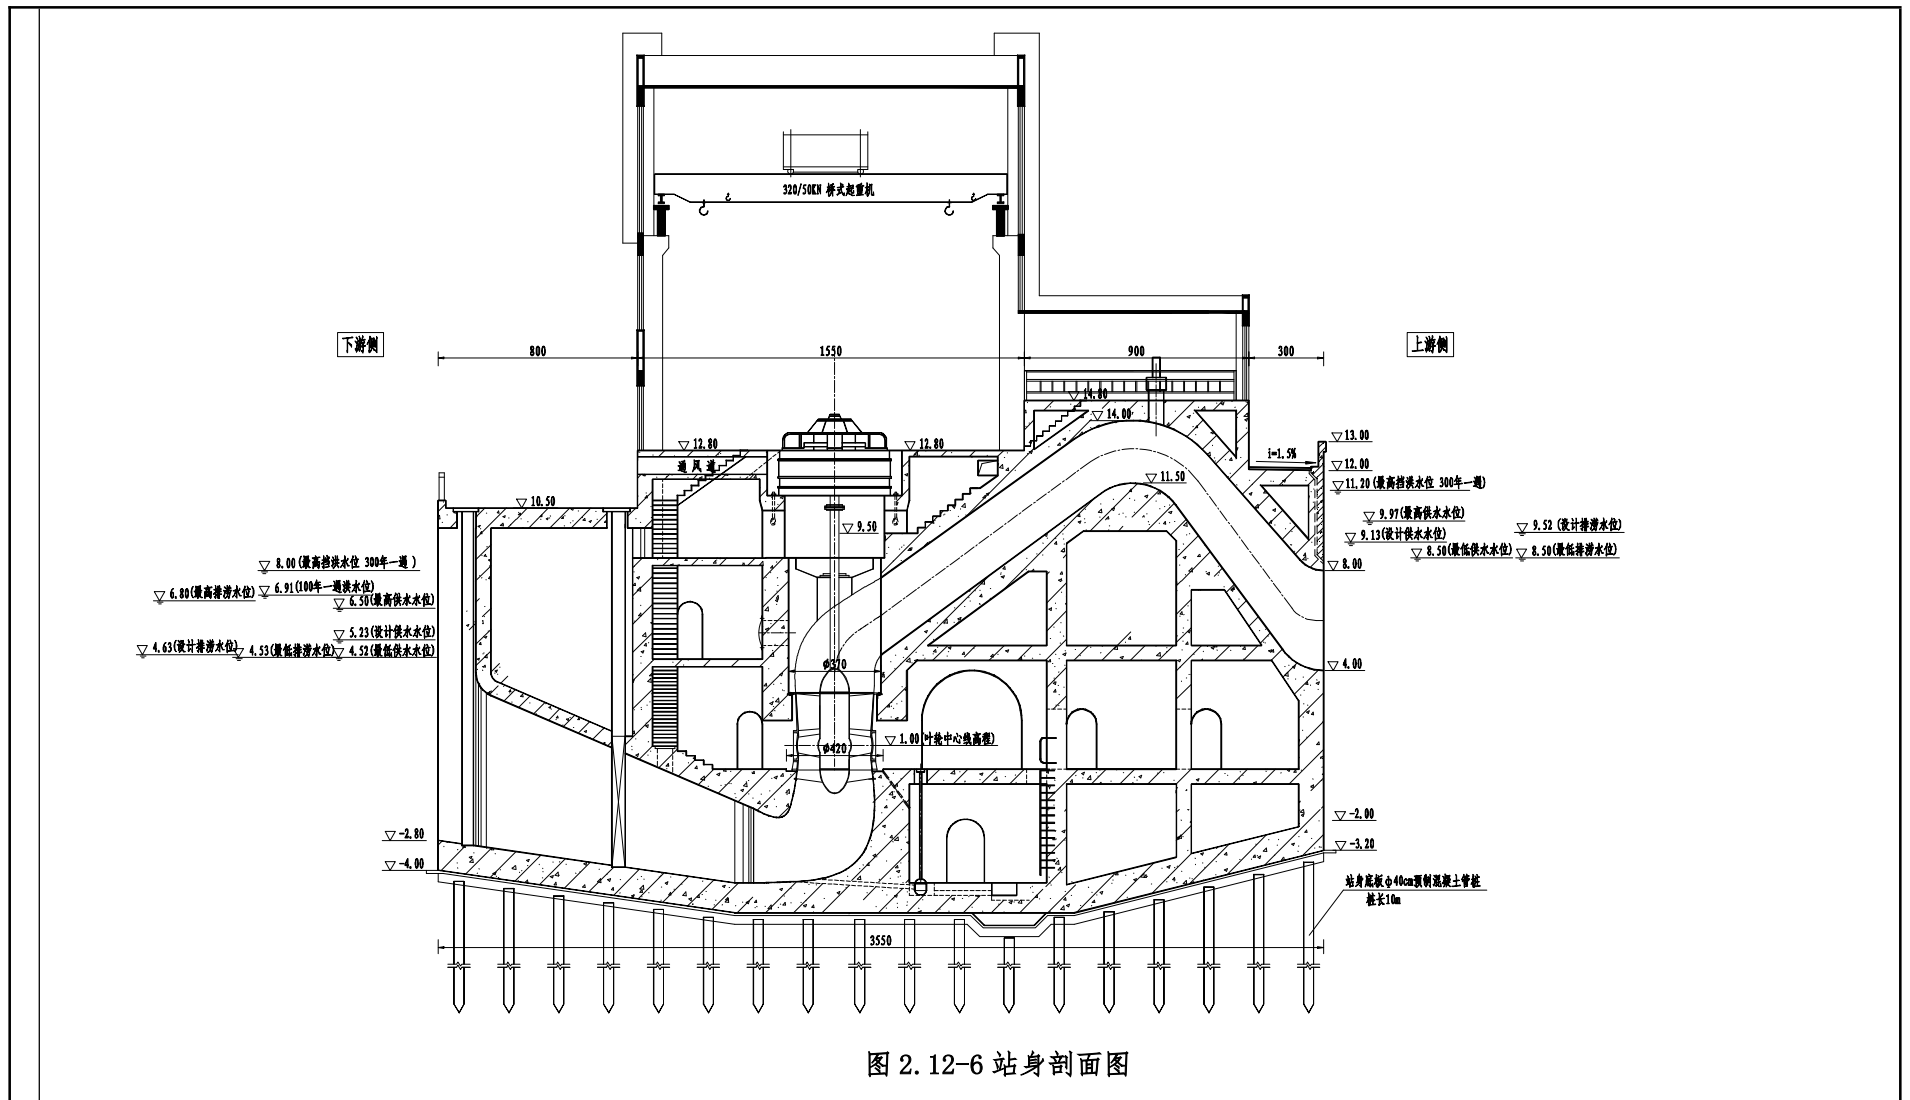 320/50KN 桥式起重机
下游侧
上游侧
800
1550
900
300
14.80
14.00
13.00
12.80
12.80
i=1.5%
12.00
通风道
11.50
11.20(最高挡洪水位 300年一遇)
10.50
9.50
9.97(最高供水水位)
9.52(设计排涝水位)
9.13(设计供水水位)
8.50(最低供水水位)
8.50(最低排涝水位)
8.00(最高挡洪水位 300年一遇 )
8.00
6.91(100年一遇洪水位)
6.80(最高排涝水位)
6.50(最高供水水位)
5.23(设计供水水位)
4.63(设计排涝水位)
4.53(最低排涝水位)
4.52(最低供水水位)
4.00
ϕ370
1.00(叶轮中心线高程)
ϕ420
-2.00
-2.80
-3.20
-4.00
站身底板ϕ40cm预制混凝土管桩
桩长10m
3550
图 2.12-6 站身剖面图